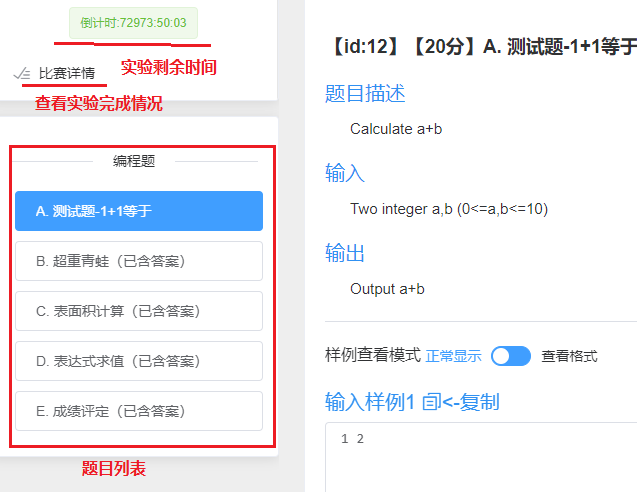 倒计时:72973:50:03
实验剩余时间
比赛详情
查看实验完成情况
编程题
A. 测试题-1+1等于
B. 超重青蛙（已含答案）
C. 表面积计算（已含答案）
D. 表达式求值（已含答案）
E. 成绩评定（已含答案）
题目列表
【id:12】【20分】A. 测试题-1+1等于
题目描述
Calculate a+b
输入
Two integer a,b (0<=a,b<=10)
输出
Output a+b
样例查看模式 正常显示 查看格式
输入样例1 <-复制
1 2